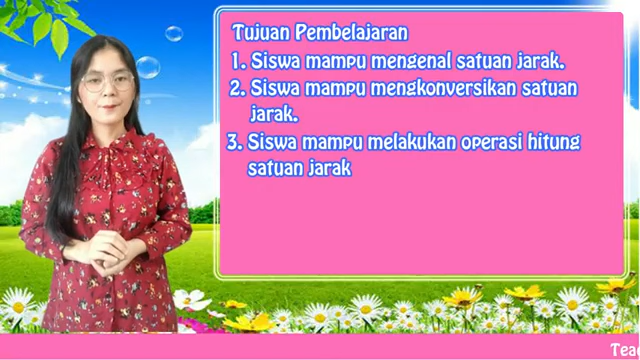 Tujuan Pembelajaran
1. Siswa mampu mengenal satuan jarak.
2. Siswa mampu mengkonversikan satuan
jarak.
3. Siswa mampu melakukan operasi hitung
satuan jarak